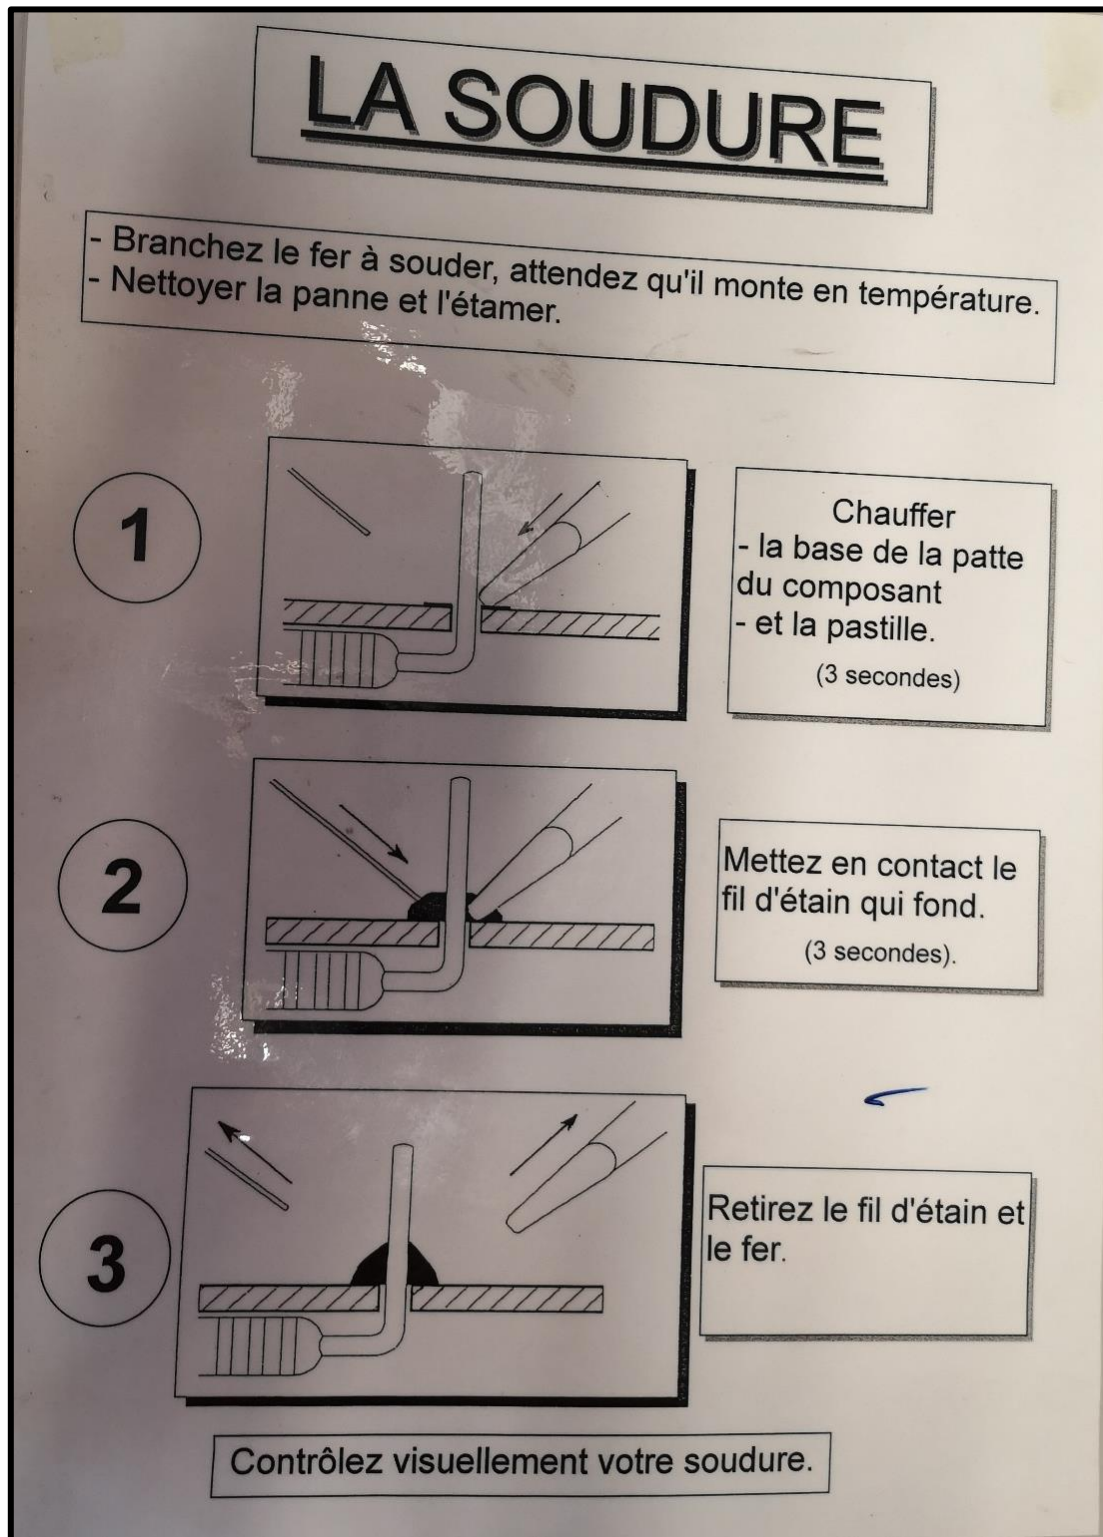 LA SOUDURE
- Branchez le fer à souder, attendez qu'il monte en température.
- Nettoyer la panne et l'étamer.
1
Chauffer
- la base de la patte
du composant
- et la pastille.
(3 secondes)
2
Mettez en contact le
fil d'étain qui fond.
(3 secondes).
3
Retirez le fil d'étain et
le fer.
Contrôlez visuellement votre soudure.